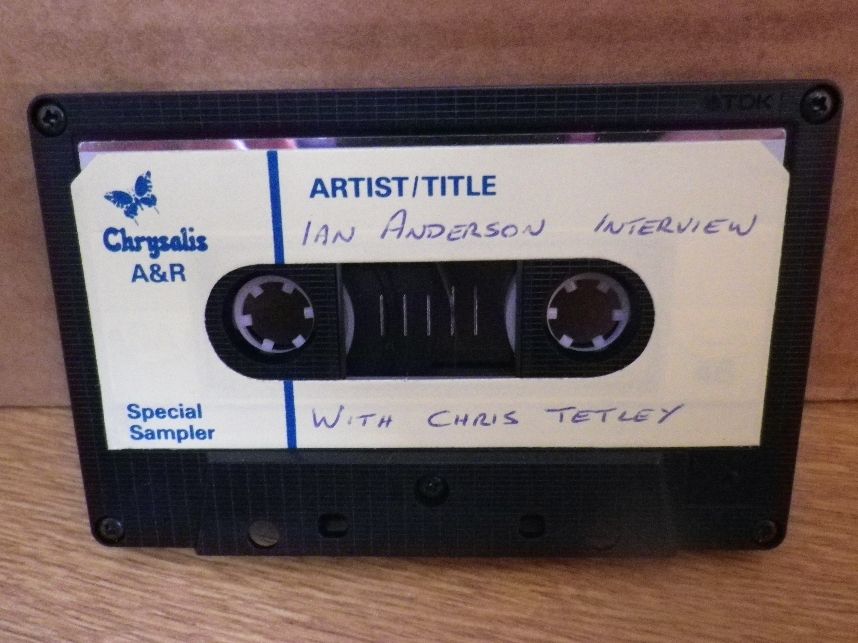 TDK
ARTIST/TITLE
IAN ANDERSON INTERVIEW
Chrysalis
A&R
Special
Sampler
WITH CHRIS TETLEY